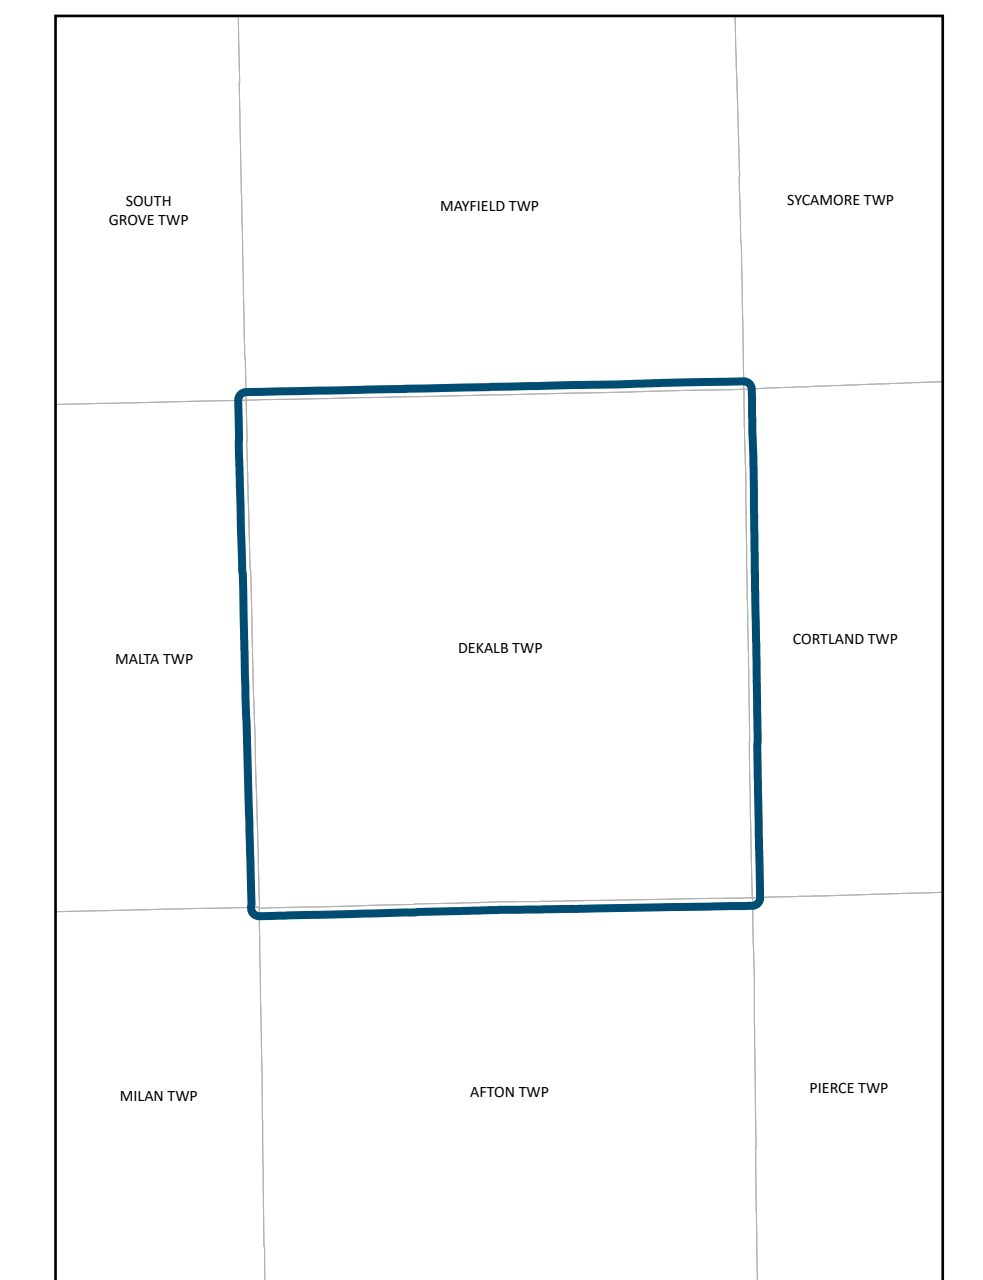 SOUTH
GROVE TWP
MAYFIELD TWP
SYCAMORE TWP
MALTA TWP
DEKALB TWP
CORTLAND TWP
MILAN TWP
AFTON TWP
PIERCE TWP